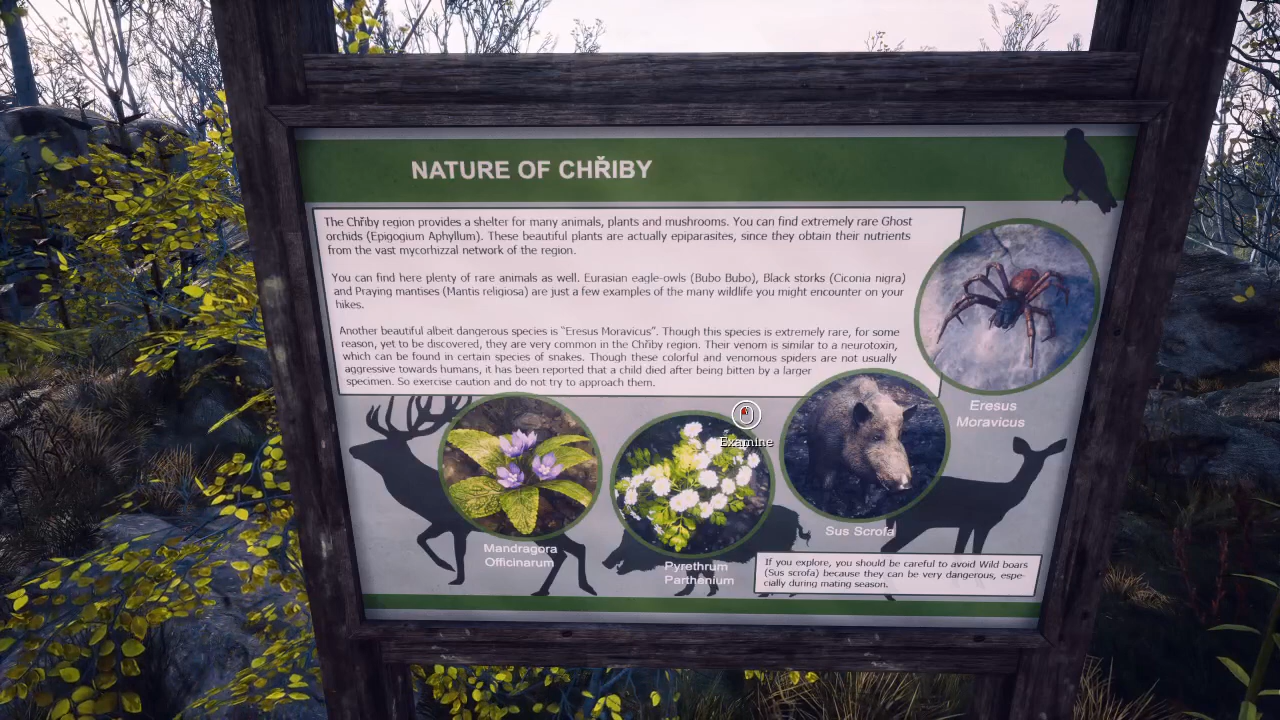 NATURE OF CHŘIBY
The Chřiby region provides a shelter for many animals, plants and mushrooms. You can find extremely rare Ghost
orchids (Epigogium Aphyllum). These beautiful plants are actually epiparasites, since they obtain their nutrients
from the vast mycorhizzal network of the region.
You can find here plenty of rare animals as well. Eurasian eagle-owls (Bubo Bubo), Black storks (Ciconia nigra)
and Praying mantises (Mantis religiosa) are just a few examples of the many wildlife you might encounter on your
hikes.
Another beautiful albeit dangerous species is "Eresus Moravicus". Though this species is extremely rare, for some
reason, yet to be discovered, they are very common in the Chřiby region. Their venom is similar to a neurotoxin,
which can be found in certain species of snakes. Though these colorful and venomous spiders are not usually
aggressive towards humans, it has been reported that a child died after being bitten by a larger
specimen. So exercise caution and do not try to approach them.
Eresus
Moravicus
Examine
Sus Scrofa
Mandragora
Officinarum
Pyrethrum
Parthenium
If you explore, you should be careful to avoid Wild boars
(Sus scrofa) because they can be very dangerous, espe-
cially during mating season.